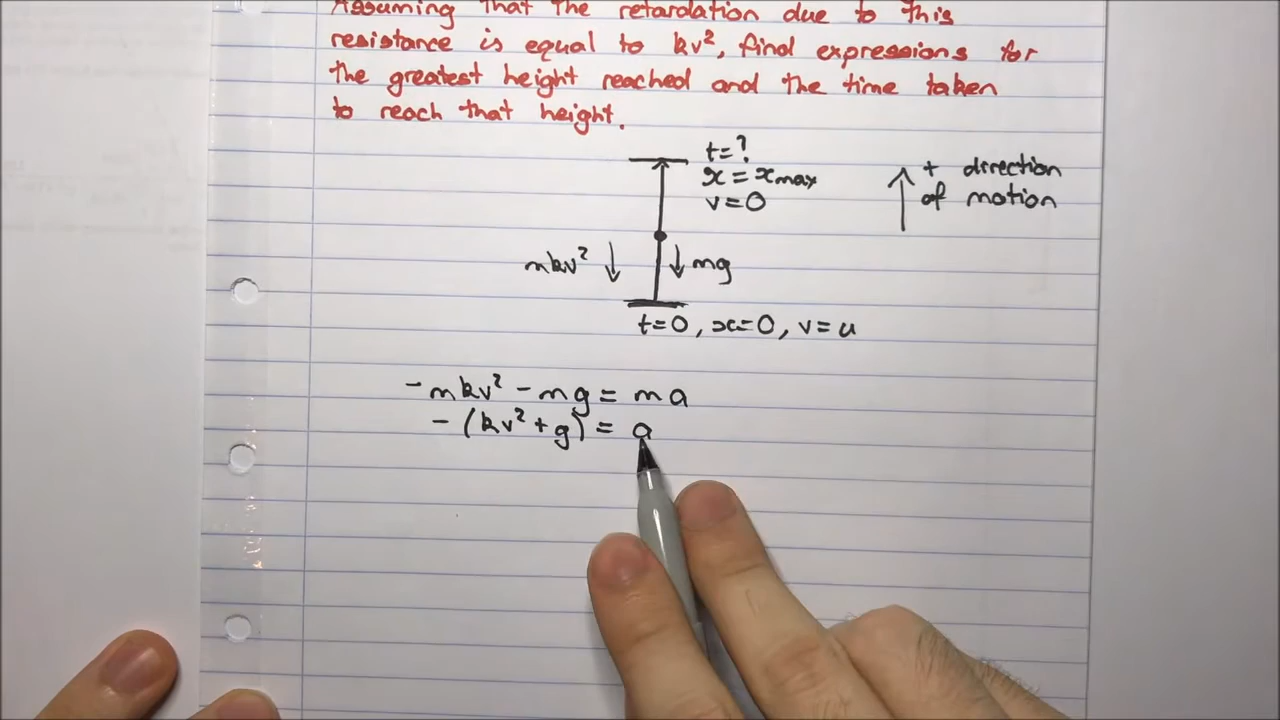 Assuming that the retardation due to this
resistance is equal to kv², find expressions for
the greatest height reached and the time taken
to reach that height.
t=?
x = xmax
v=0
+ direction
of motion
mkv² ↓
↓ mg
t=0, x=0, v=u
-mkv² - mg = ma
-(kv² + g) = a